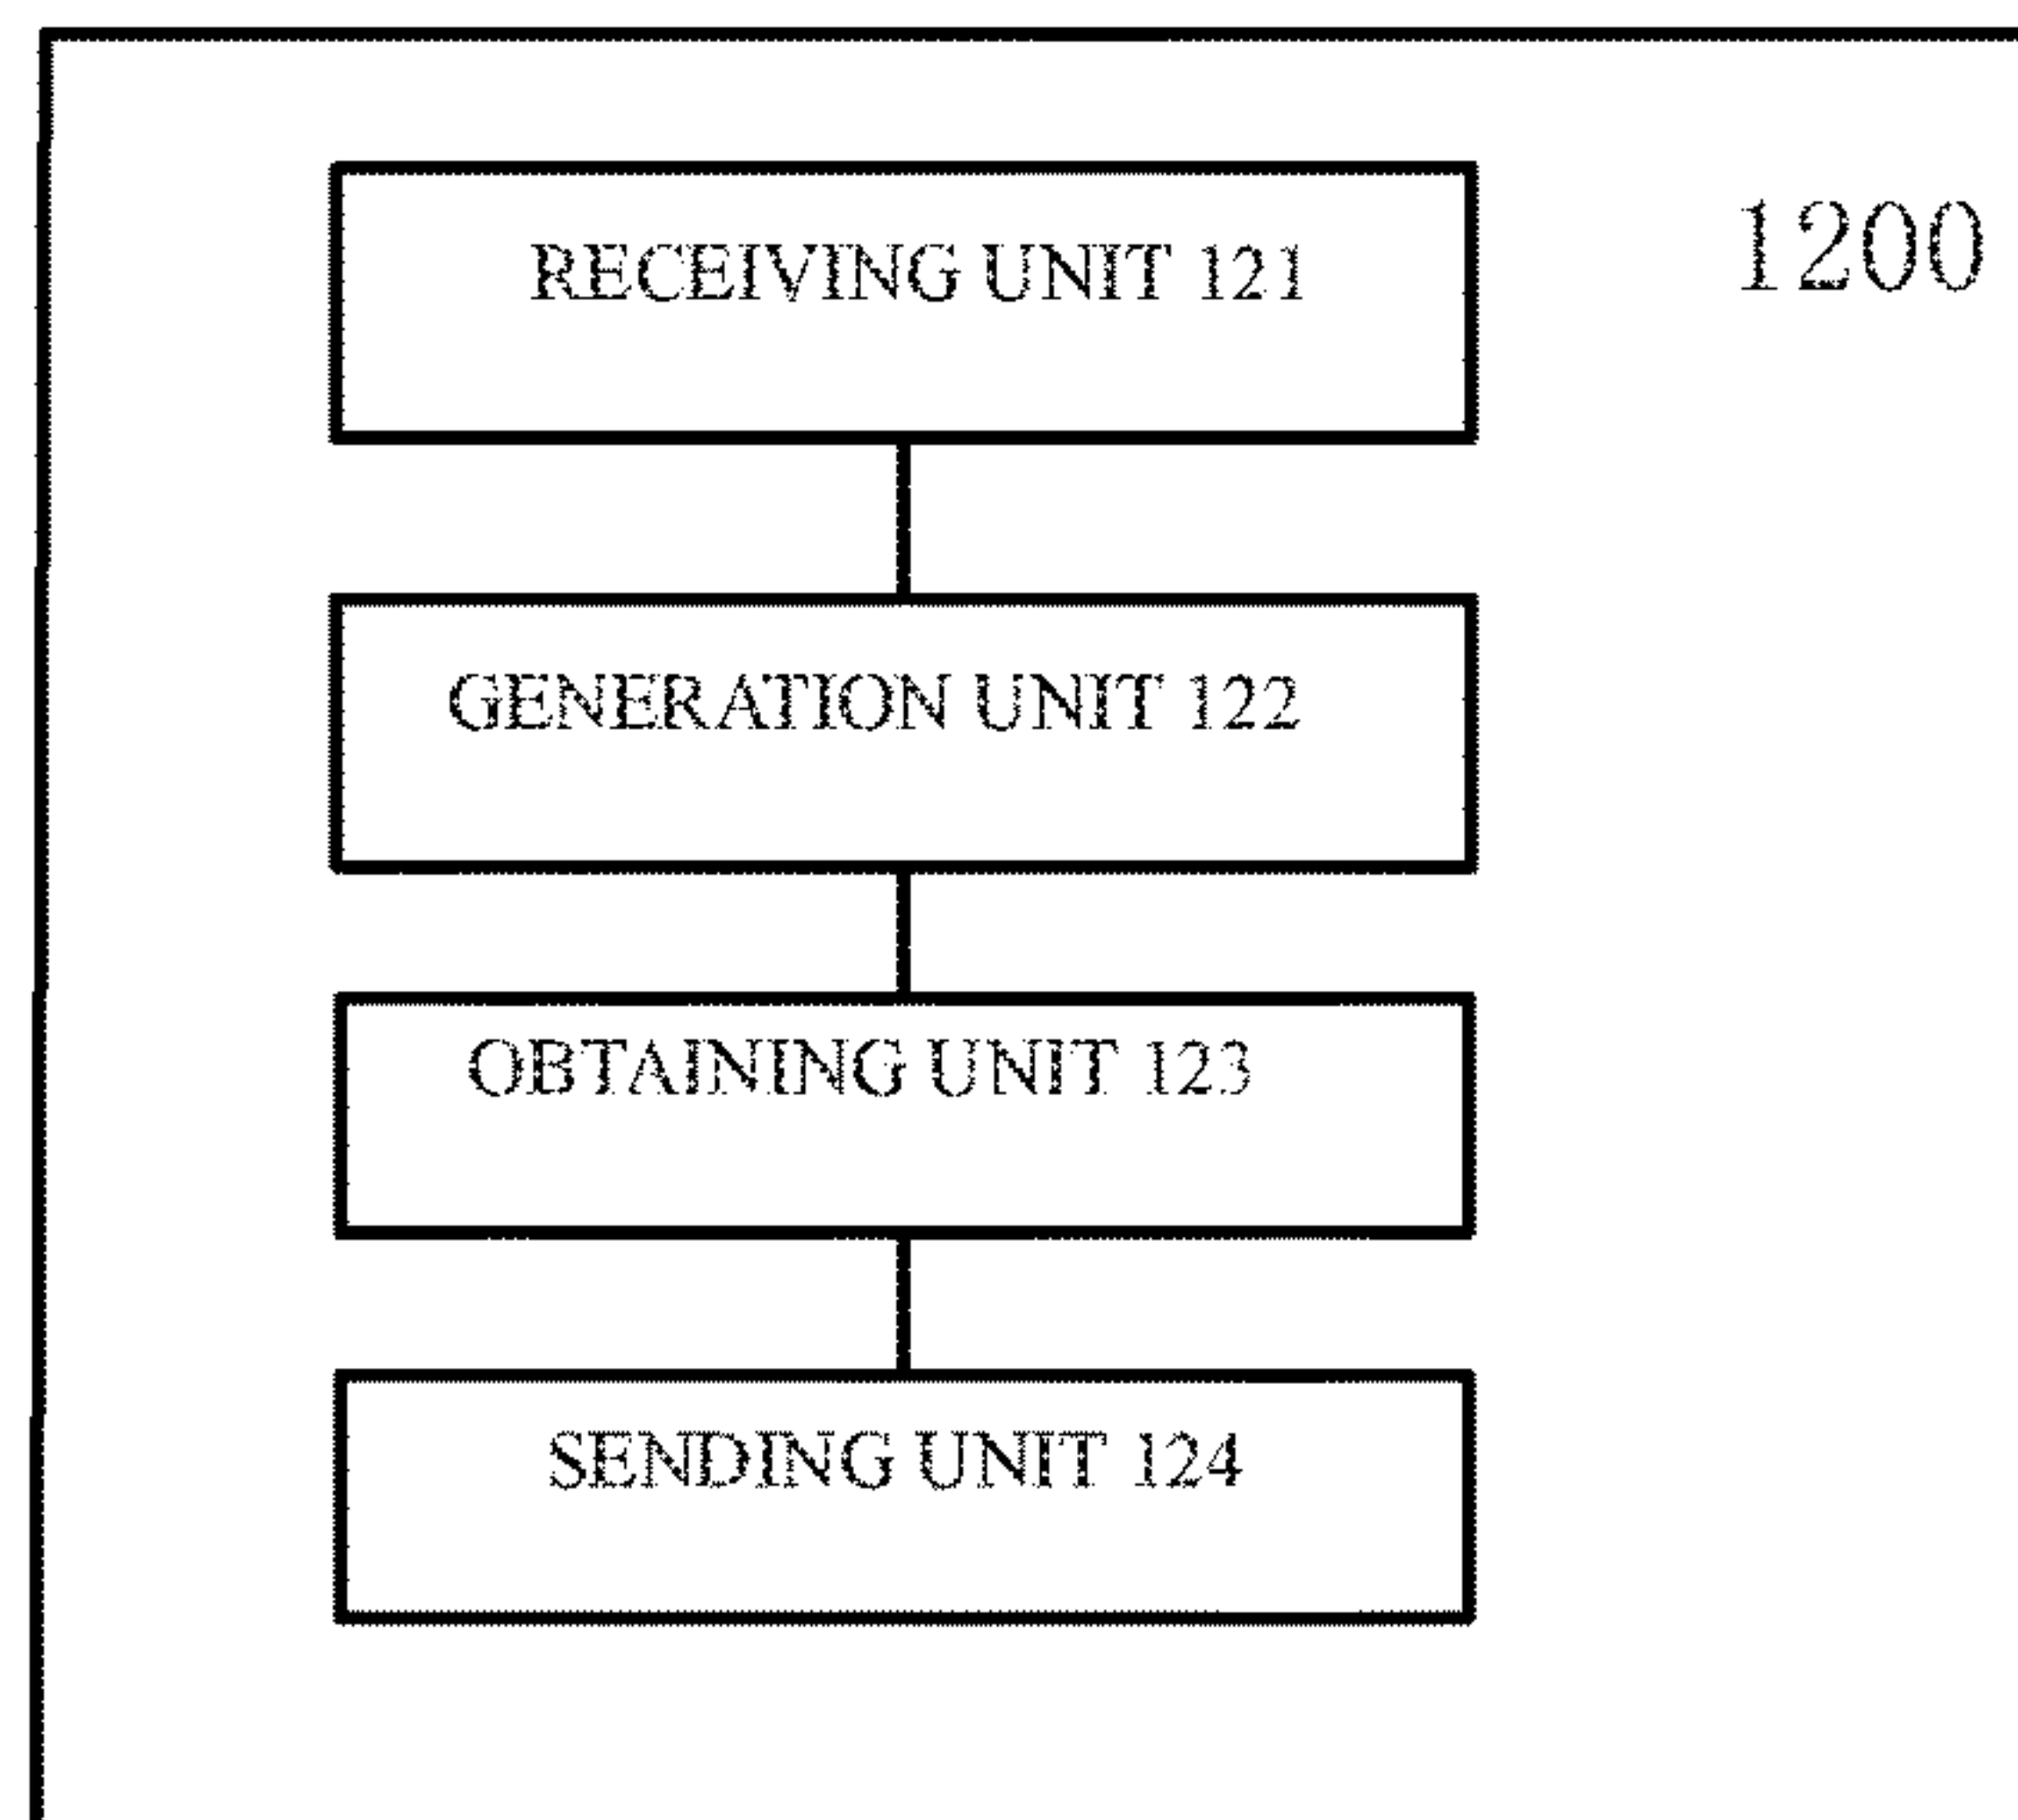 RECEIVING UNIT 121
1200
GENERATION UNIT 122
OBTAINING UNIT 123
SENDING UNIT 124